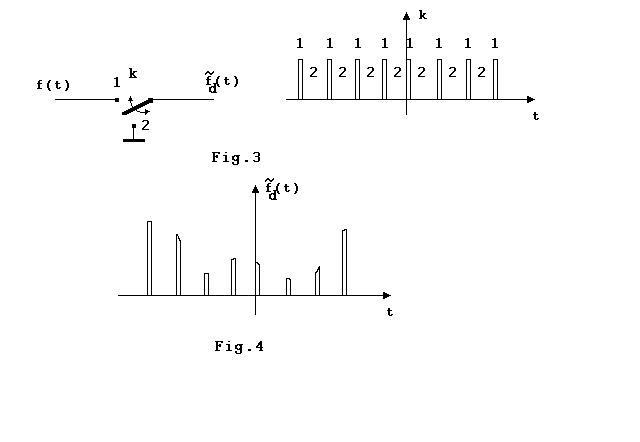 k
1 1 1 1 1 1 1 1
2 2 2 2 2 2 2
t
f(t)
1
k
2
f̃d(t)
Fig.3
f̃d(t)
t
Fig.4